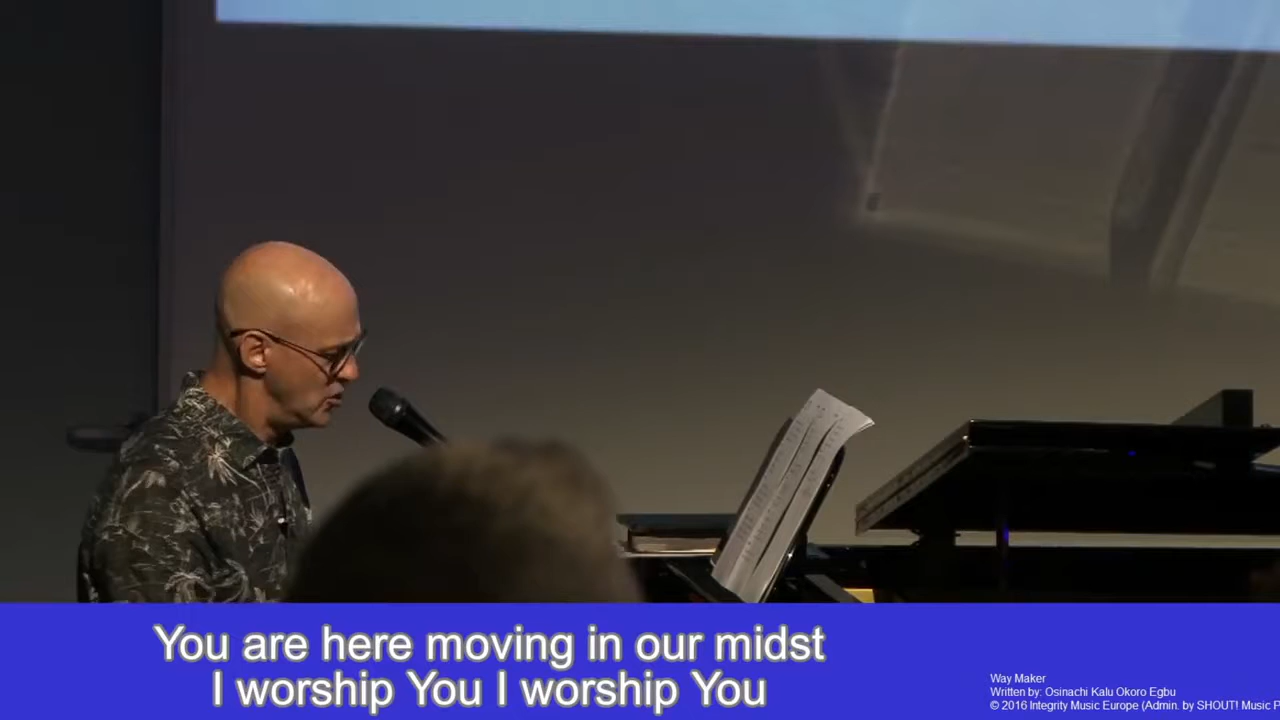 You are here moving in our midst
I worship You I worship You
Way Maker
Written by: Osinachi Kalu Okoro Egbu
© 2016 Integrity Music Europe (Admin. by SHOUT! Music P